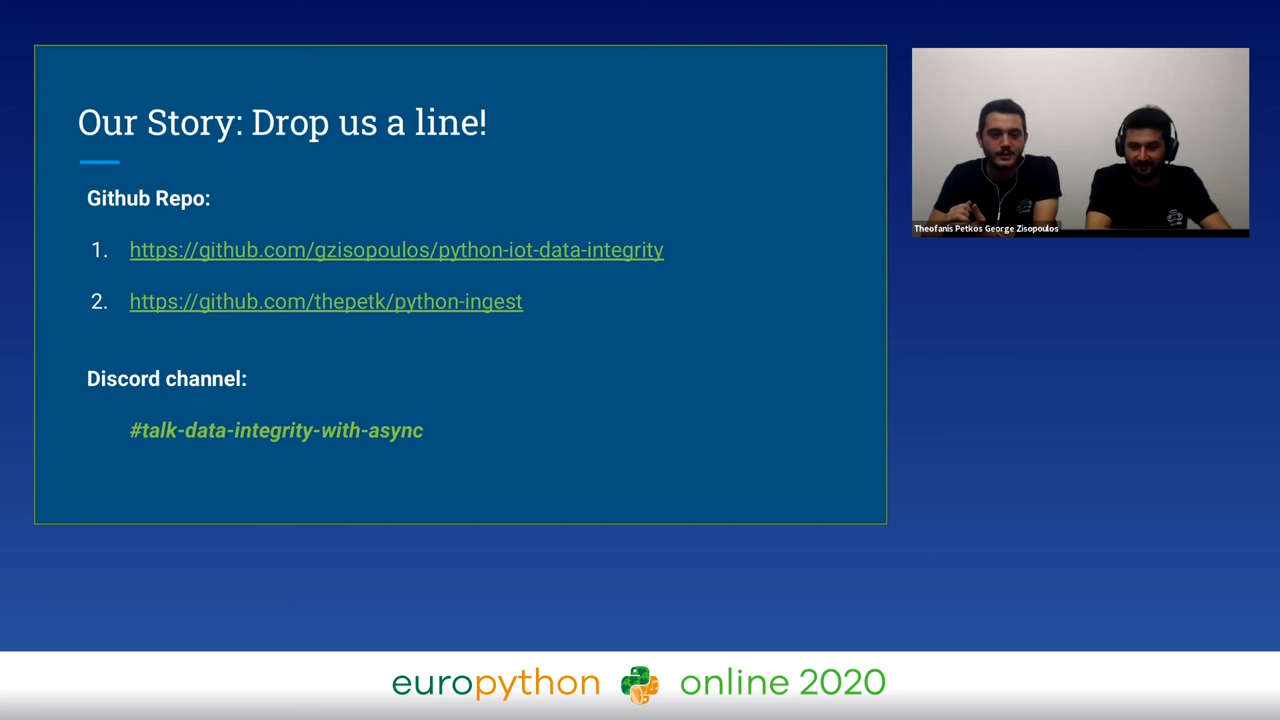 Our Story: Drop us a line!
Github Repo:
1. https://github.com/gzisopoulos/python-iot-data-integrity
2. https://github.com/thepetk/python-ingest
Discord channel:
#talk-data-integrity-with-async
Theofanis Petkos George Zisopoulos
europython online 2020